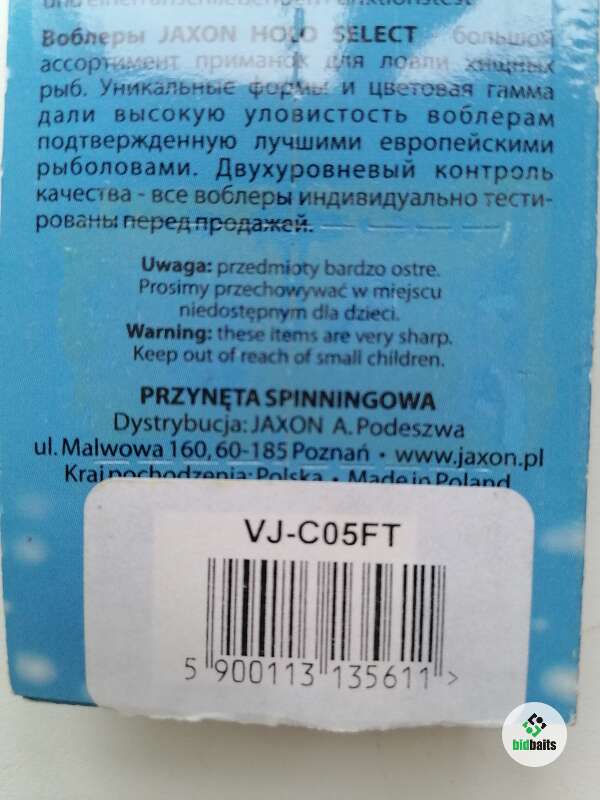 und einer anschließenden Funktionstest
Воблеры JAXON HOLO SELECT - большой
ассортимент приманок для ловли хищных
рыб. Уникальные формы и цветовая гамма
дали высокую уловистость воблерам
подтвержденную лучшими европейскими
рыболовами. Двухуровневый контроль
качества - все воблеры индивидуально тести-
рованы перед продажей.
Uwaga: przedmioty bardzo ostre.
Prosimy przechowywać w miejscu
niedostępnym dla dzieci.
Warning: these items are very sharp.
Keep out of reach of small children.
PRZYNĘTA SPINNINGOWA
Dystrybucja: JAXON A. Podeszwa
ul. Malwowa 160, 60-185 Poznań • www.jaxon.pl
Kraj pochodzenia: Polska • Made in Poland
VJ-C05FT
5 900113 135611 >
bidbaits